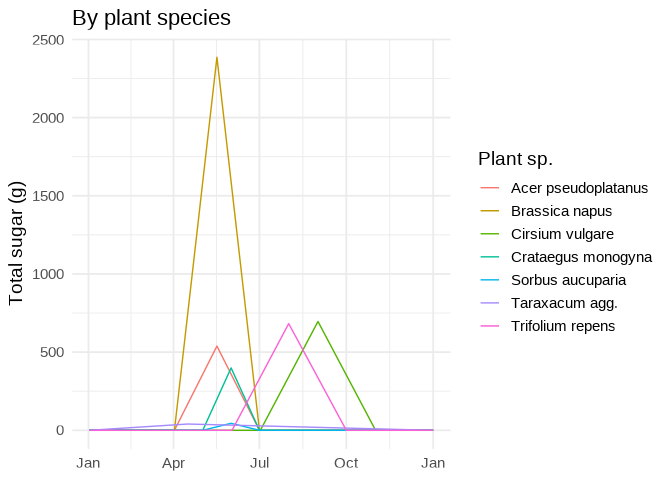 By plant species
2500
2000
1500
1000
500
0
Total sugar (g)
Jan Apr Jul Oct Jan
Plant sp.
Acer pseudoplatanus
Brassica napus
Cirsium vulgare
Crataegus monogyna
Sorbus aucuparia
Taraxacum agg.
Trifolium repens